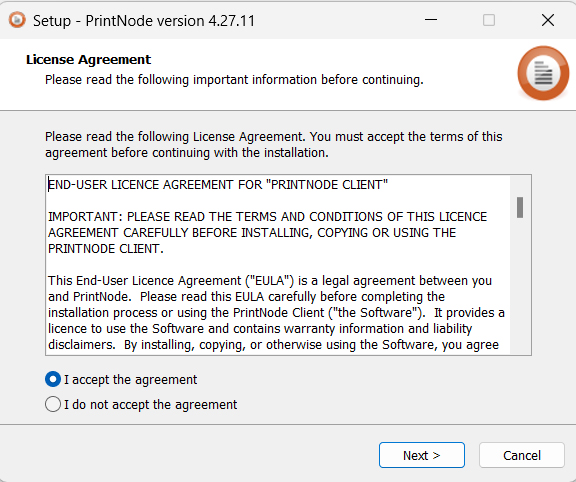 Setup - PrintNode version 4.27.11
License Agreement
Please read the following important information before continuing.
Please read the following License Agreement. You must accept the terms of this
agreement before continuing with the installation.
END-USER LICENCE AGREEMENT FOR "PRINTNODE CLIENT"
IMPORTANT: PLEASE READ THE TERMS AND CONDITIONS OF THIS LICENCE
AGREEMENT CAREFULLY BEFORE INSTALLING, COPYING OR USING THE
PRINTNODE CLIENT.
This End-User Licence Agreement ("EULA") is a legal agreement between you
and PrintNode.  Please read this EULA carefully before completing the
installation process or using the PrintNode Client ("the Software").  It provides a
licence to use the Software and contains warranty information and liability
disclaimers.  By installing, copying, or otherwise using the Software, you agree
I accept the agreement
I do not accept the agreement
Next >
Cancel